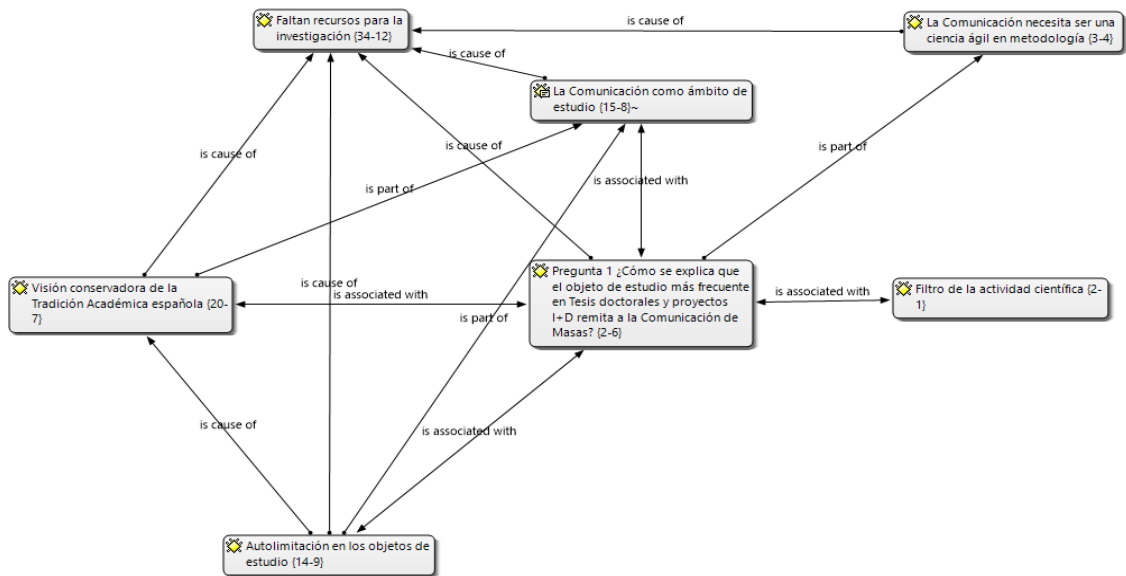 Faltan recursos para la
investigación {34-12}
is cause of
La Comunicación necesita ser una
ciencia ágil en metodología {3-4}
is cause of
La Comunicación como ámbito de
estudio {15-8}~
is cause of
is cause of
is part of
is part of
is associated with
Visión conservadora de la
Tradición Académica española {20-
7}
is cause of
is associated with
is part of
Pregunta 1 ¿Cómo se explica que
el objeto de estudio más frecuente
en Tesis doctorales y proyectos
I+D remita a la Comunicación de
Masas? {2-6}
is associated with
Filtro de la actividad científica {2-
1}
is cause of
is associated with
Autolimitación en los objetos de
estudio {14-9}